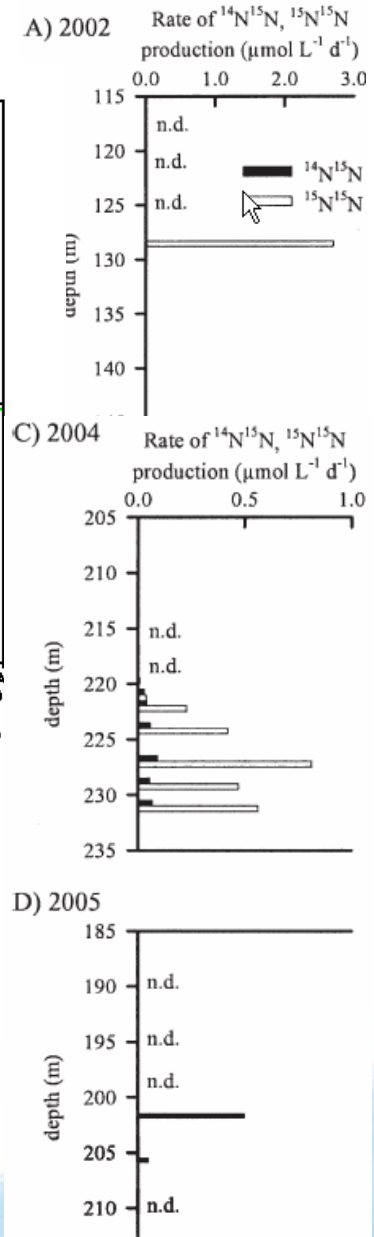 A) 2002
Rate of ¹⁴N¹⁵N, ¹⁵N¹⁵N
production (μmol L⁻¹ d⁻¹)
0.0 1.0 2.0 3.0
115
n.d.
120
n.d.
¹⁴N¹⁵N
125
n.d.
¹⁵N¹⁵N
130
135
140
depth (m)
C) 2004
Rate of ¹⁴N¹⁵N, ¹⁵N¹⁵N
production (μmol L⁻¹ d⁻¹)
0.0 0.5 1.0
205
210
215
n.d.
n.d.
220
225
230
235
depth (m)
D) 2005
185
190
n.d.
195
n.d.
n.d.
200
205
210
n.d.
depth (m)